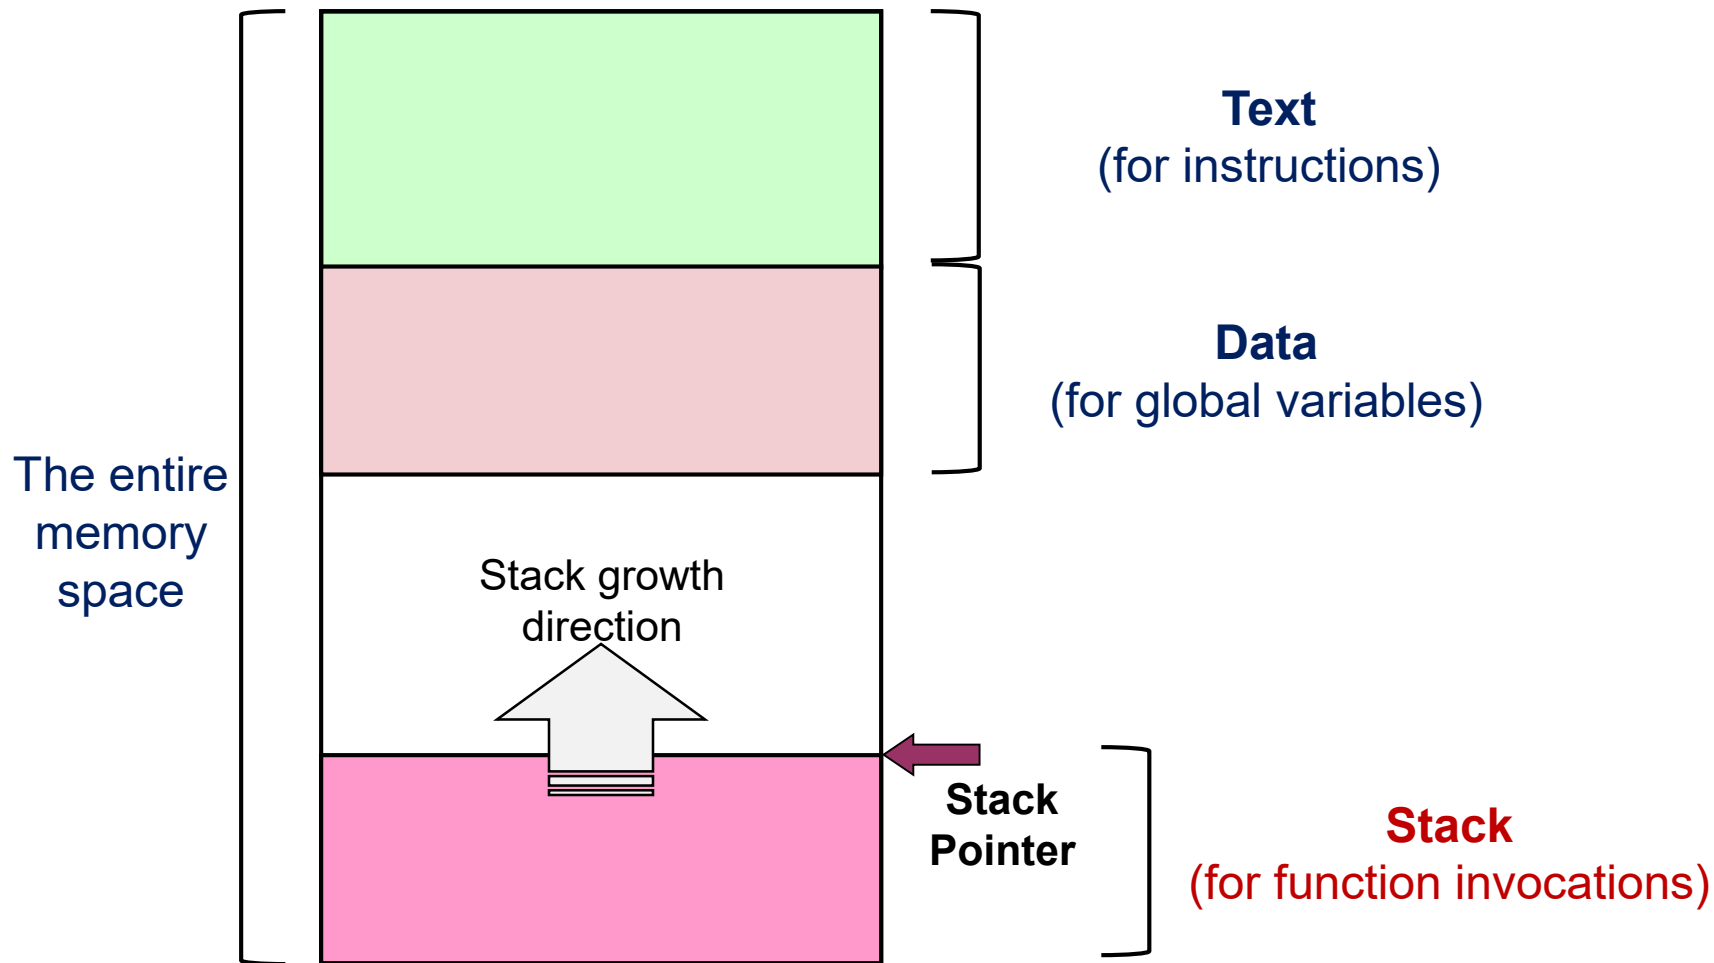 Text
(for instructions)
Data
(for global variables)
The entire
memory
space
Stack growth
direction
Stack
Pointer
Stack
(for function invocations)